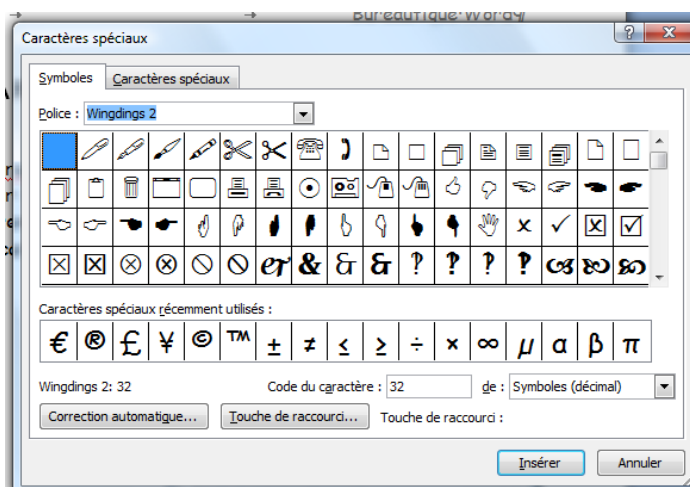 Bureautique·Word¶
Caractères spéciaux
Symboles Caractères spéciaux
Police : Wingdings 2
Caractères spéciaux récemment utilisés :
€ ® £ ¥ © ™ ± ≠ ≤ ≥ ÷ × ∞ µ α β π
Wingdings 2: 32 Code du caractère : 32 de : Symboles (décimal)
Correction automatique... Touche de raccourci... Touche de raccourci :
Insérer Annuler